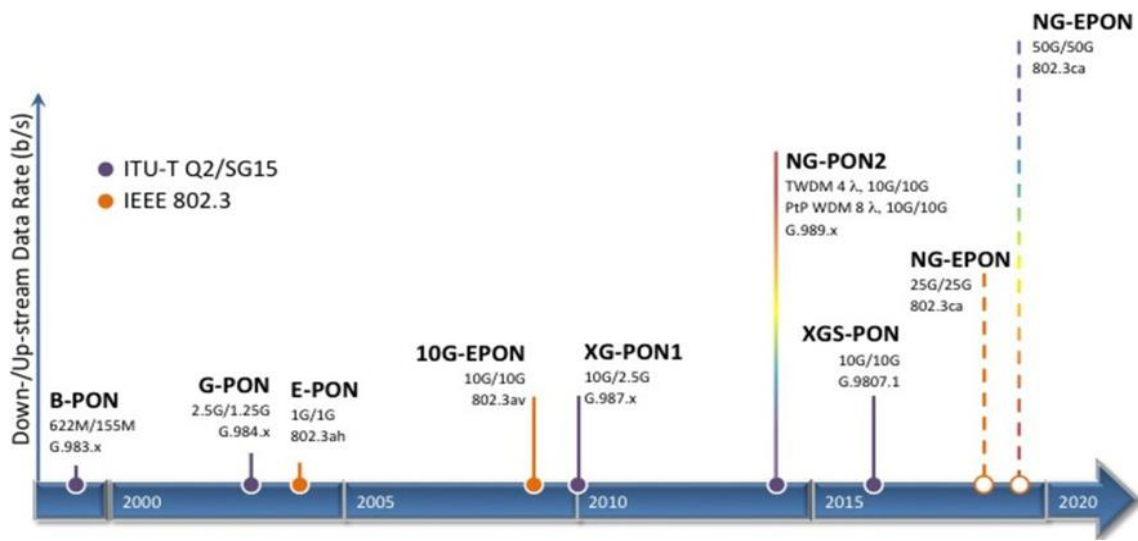 NG-EPON
50G/50G
802.3ca
Down-/Up-stream Data Rate (b/s)
ITU-T Q2/SG15
IEEE 802.3
NG-PON2
TWDM 4 λ, 10G/10G
PtP WDM 8 λ, 10G/10G
G.989.x
NG-EPON
25G/25G
802.3ca
XGS-PON
10G/10G
G.9807.1
10G-EPON
10G/10G
802.3av
XG-PON1
10G/2.5G
G.987.x
G-PON
2.5G/1.25G
G.984.x
E-PON
1G/1G
802.3ah
B-PON
622M/155M
G.983.x
2000
2005
2010
2015
2020